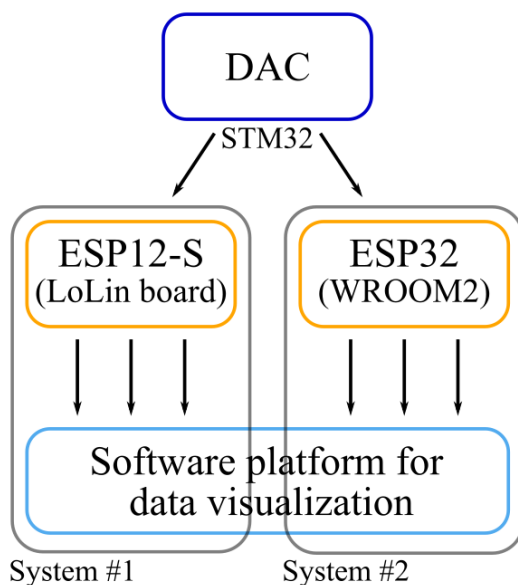 DAC
STM32
ESP12-S
(LoLin board)
ESP32
(WROOM2)
Software platform for
data visualization
System #1
System #2